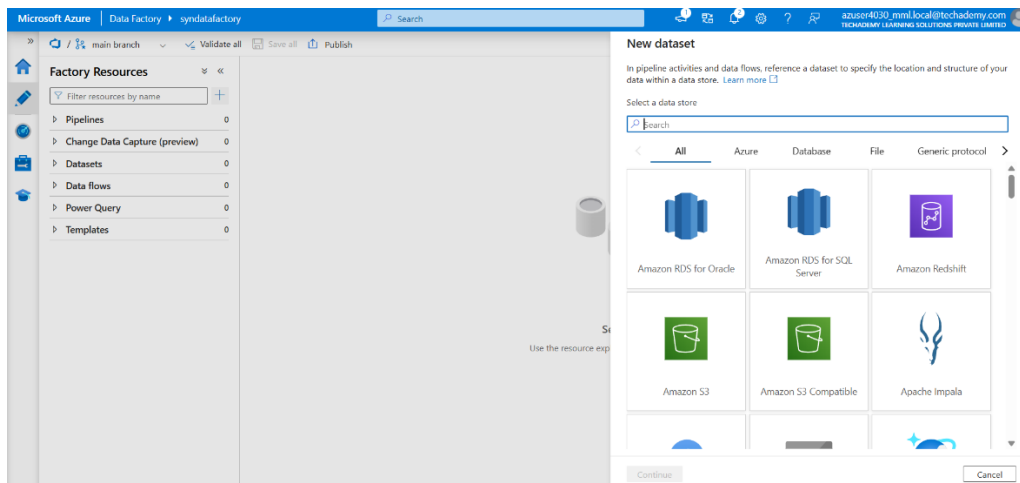 Microsoft Azure | Data Factory ▸ syndatafactory
Search
azuser4030_mml.local@techademy.com
TECHADEMY LEARNING SOLUTIONS PRIVATE LIMITED
/ main branch
Validate all
Save all
Publish
Factory Resources
Filter resources by name
Pipelines 0
Change Data Capture (preview) 0
Datasets 0
Data flows 0
Power Query 0
Templates 0
Use the resource exp
New dataset
In pipeline activities and data flows, reference a dataset to specify the location and structure of your
data within a data store. Learn more
Select a data store
Search
All Azure Database File Generic protocol
Amazon RDS for Oracle
Amazon RDS for SQL
Server
Amazon Redshift
Amazon S3
Amazon S3 Compatible
Apache Impala
Continue
Cancel